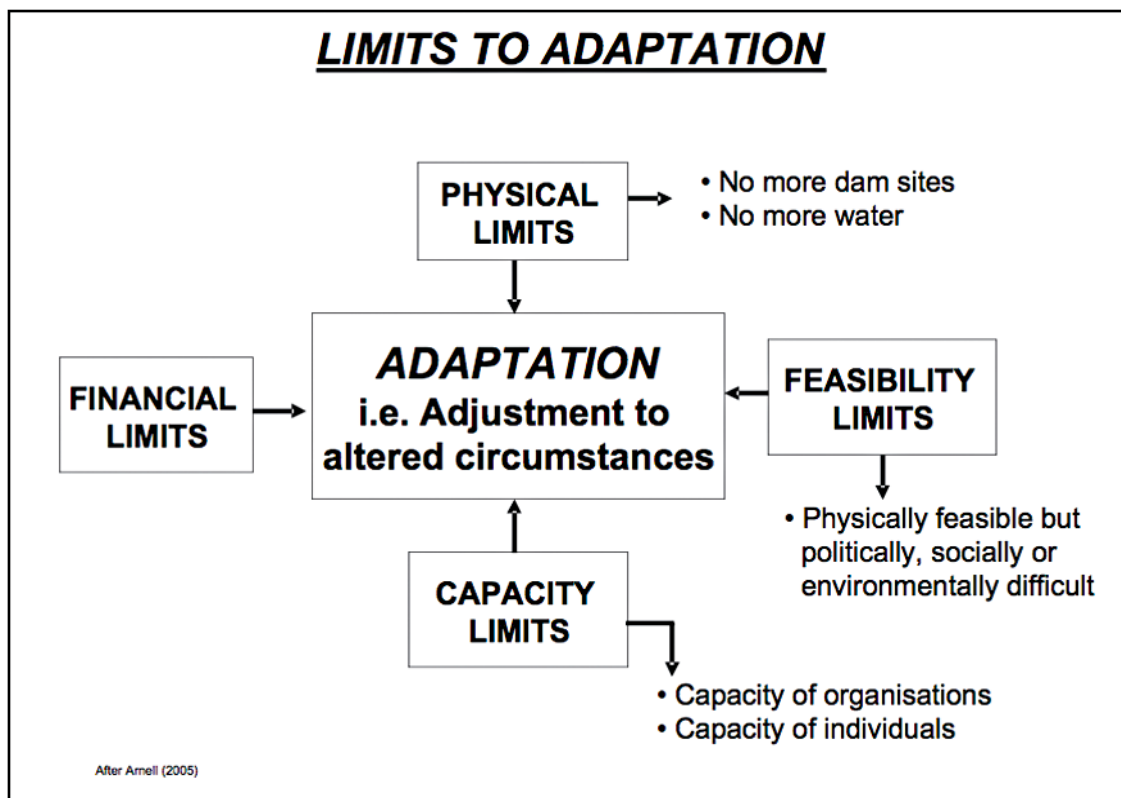 LIMITS TO ADAPTATION
PHYSICAL
LIMITS
• No more dam sites
• No more water
ADAPTATION
i.e. Adjustment to
altered circumstances
FINANCIAL
LIMITS
FEASIBILITY
LIMITS
• Physically feasible but
politically, socially or
environmentally difficult
CAPACITY
LIMITS
• Capacity of organisations
• Capacity of individuals
After Arnell (2005)